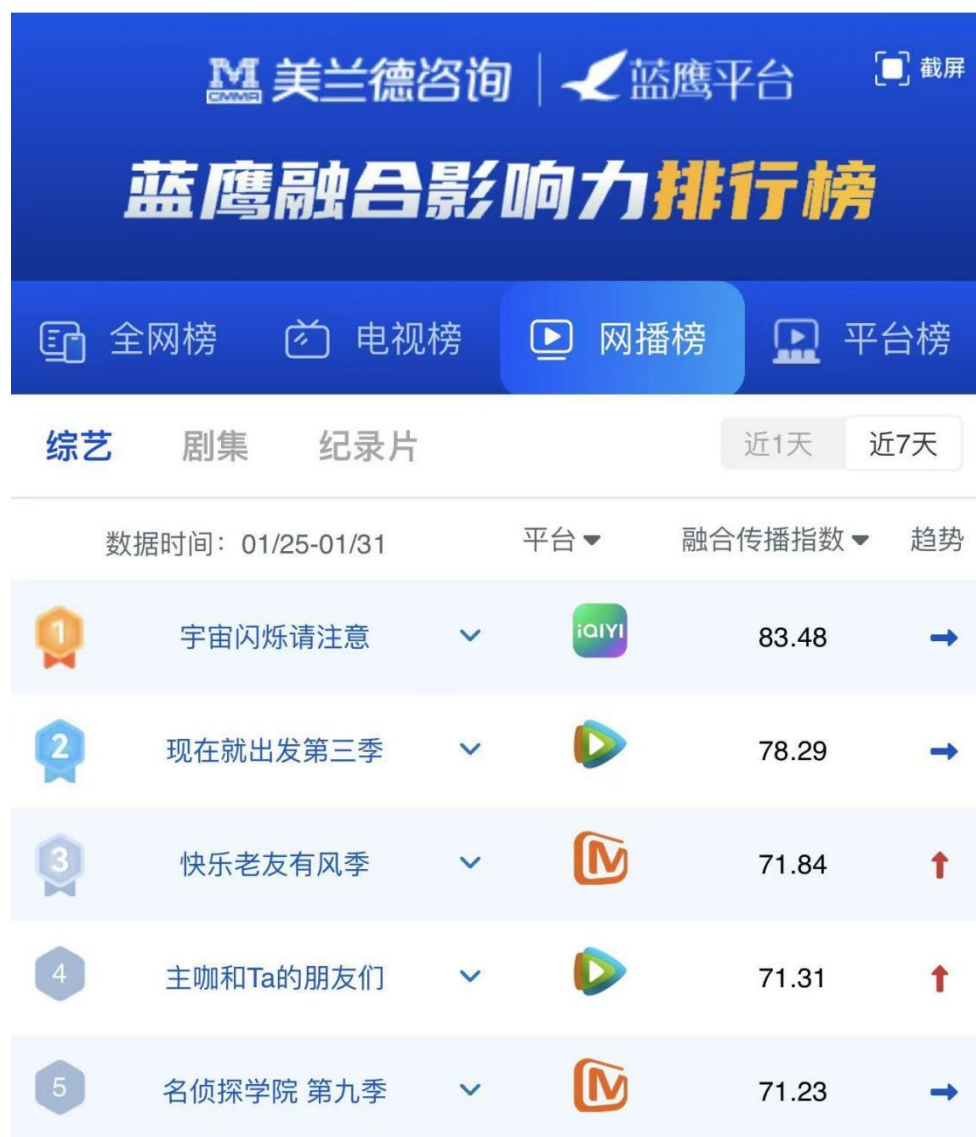 CMMR 美兰德咨询 蓝鹰平台 截屏
蓝鹰融合影响力排行榜
全网榜 电视榜 网播榜 平台榜
综艺 剧集 纪录片 近1天 近7天
数据时间：01/25-01/31 平台 融合传播指数 趋势
1 宇宙闪烁请注意 iQIYI 83.48
2 现在就出发第三季 78.29
3 快乐老友有风季 71.84
4 主咖和Ta的朋友们 71.31
5 名侦探学院 第九季 71.23